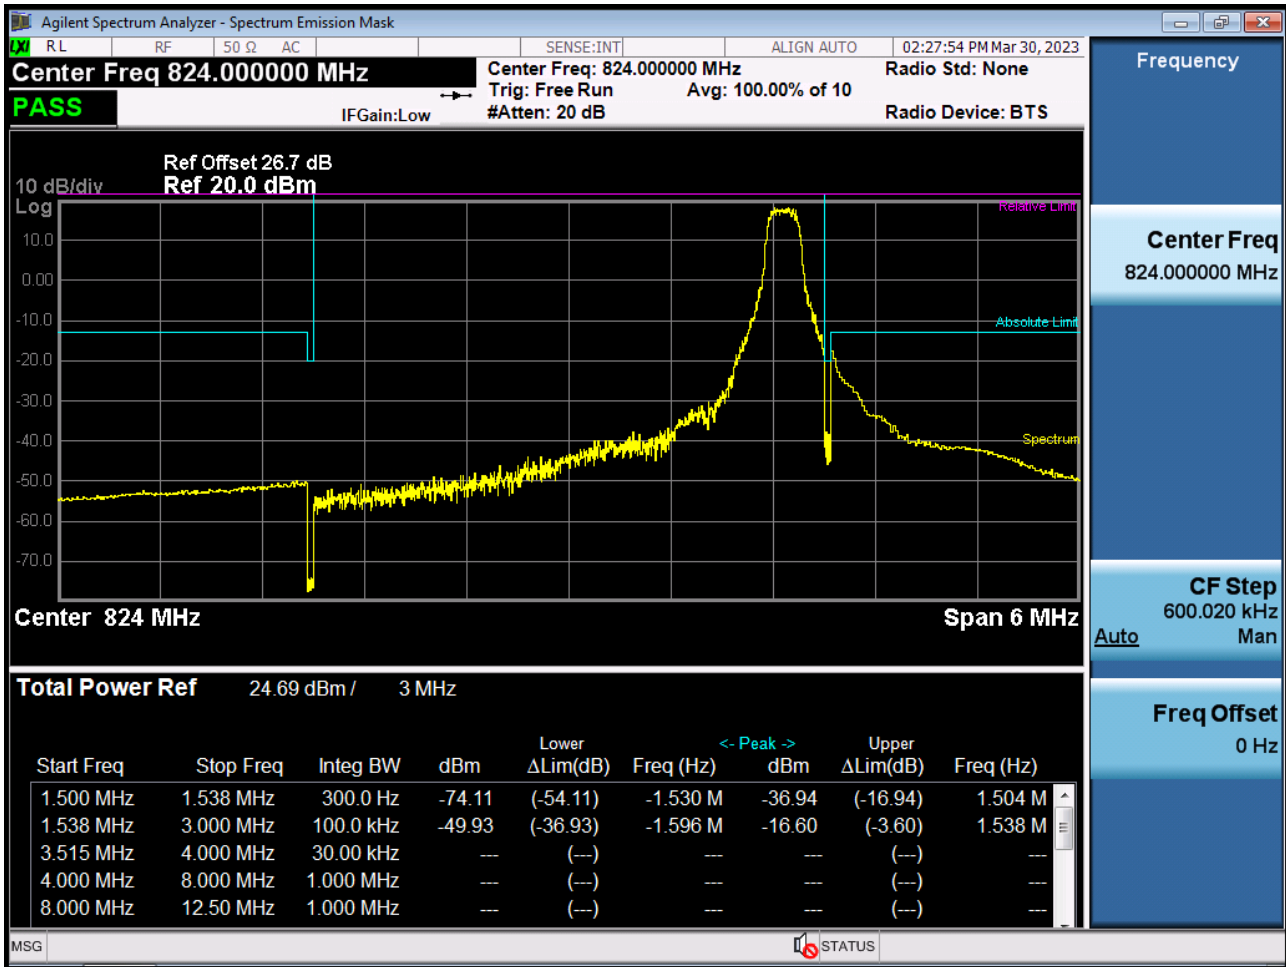 Agilent Spectrum Analyzer - Spectrum Emission Mask
LXI RL RF 50 Ω AC SENSE:INT ALIGN AUTO 02:27:54 PM Mar 30, 2023
Center Freq 824.000000 MHz
Center Freq: 824.000000 MHz
Radio Std: None
Trig: Free Run Avg: 100.00% of 10
PASS
IFGain:Low
#Atten: 20 dB
Radio Device: BTS
Ref Offset 26.7 dB
10 dB/div Ref 20.0 dBm
Log
Relative Limit
10.0
0.00
-10.0
Absolute Limit
-20.0
-30.0
-40.0
Spectrum
-50.0
-60.0
-70.0
Center 824 MHz Span 6 MHz
Total Power Ref 24.69 dBm / 3 MHz
Lower <- Peak -> Upper
Start Freq Stop Freq Integ BW dBm ΔLim(dB) Freq (Hz) dBm ΔLim(dB) Freq (Hz)
1.500 MHz 1.538 MHz 300.0 Hz -74.11 (-54.11) -1.530 M -36.94 (-16.94) 1.504 M
1.538 MHz 3.000 MHz 100.0 kHz -49.93 (-36.93) -1.596 M -16.60 (-3.60) 1.538 M
3.515 MHz 4.000 MHz 30.00 kHz --- (---) --- --- (---) ---
4.000 MHz 8.000 MHz 1.000 MHz --- (---) --- --- (---) ---
8.000 MHz 12.50 MHz 1.000 MHz --- (---) --- --- (---) ---
MSG STATUS
Frequency
Center Freq
824.000000 MHz
CF Step
600.020 kHz
Auto Man
Freq Offset
0 Hz